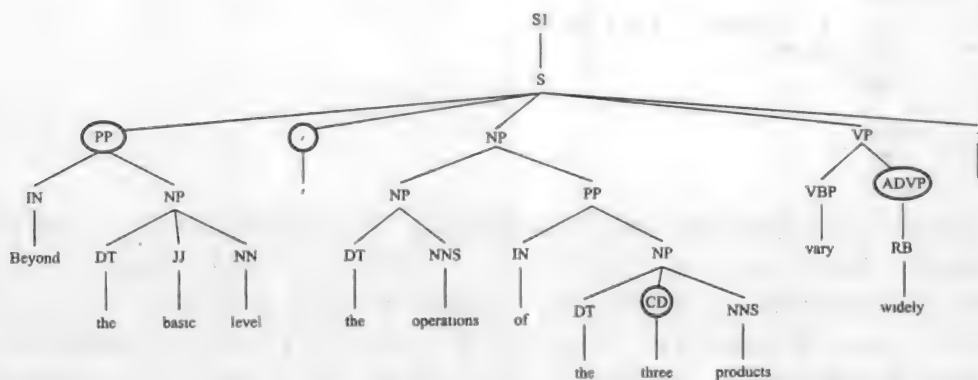 S1
S
PP , NP VP
IN NP , NP PP VBP ADVP
Beyond DT JJ NN DT NNS IN NP vary RB
the basic level the operations of DT CD NNS widely
the three products